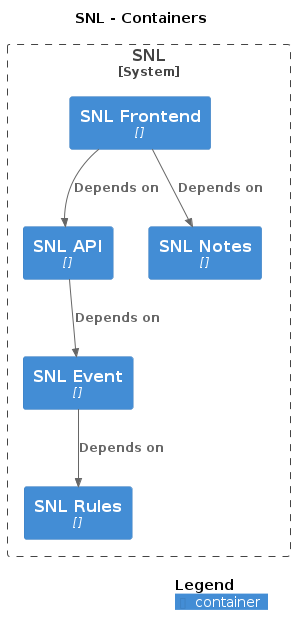 SNL - Containers
SNL
[System]
SNL Frontend
[]
Depends on
Depends on
SNL API
[]
SNL Notes
[]
Depends on
SNL Event
[]
Depends on
SNL Rules
[]
Legend
container